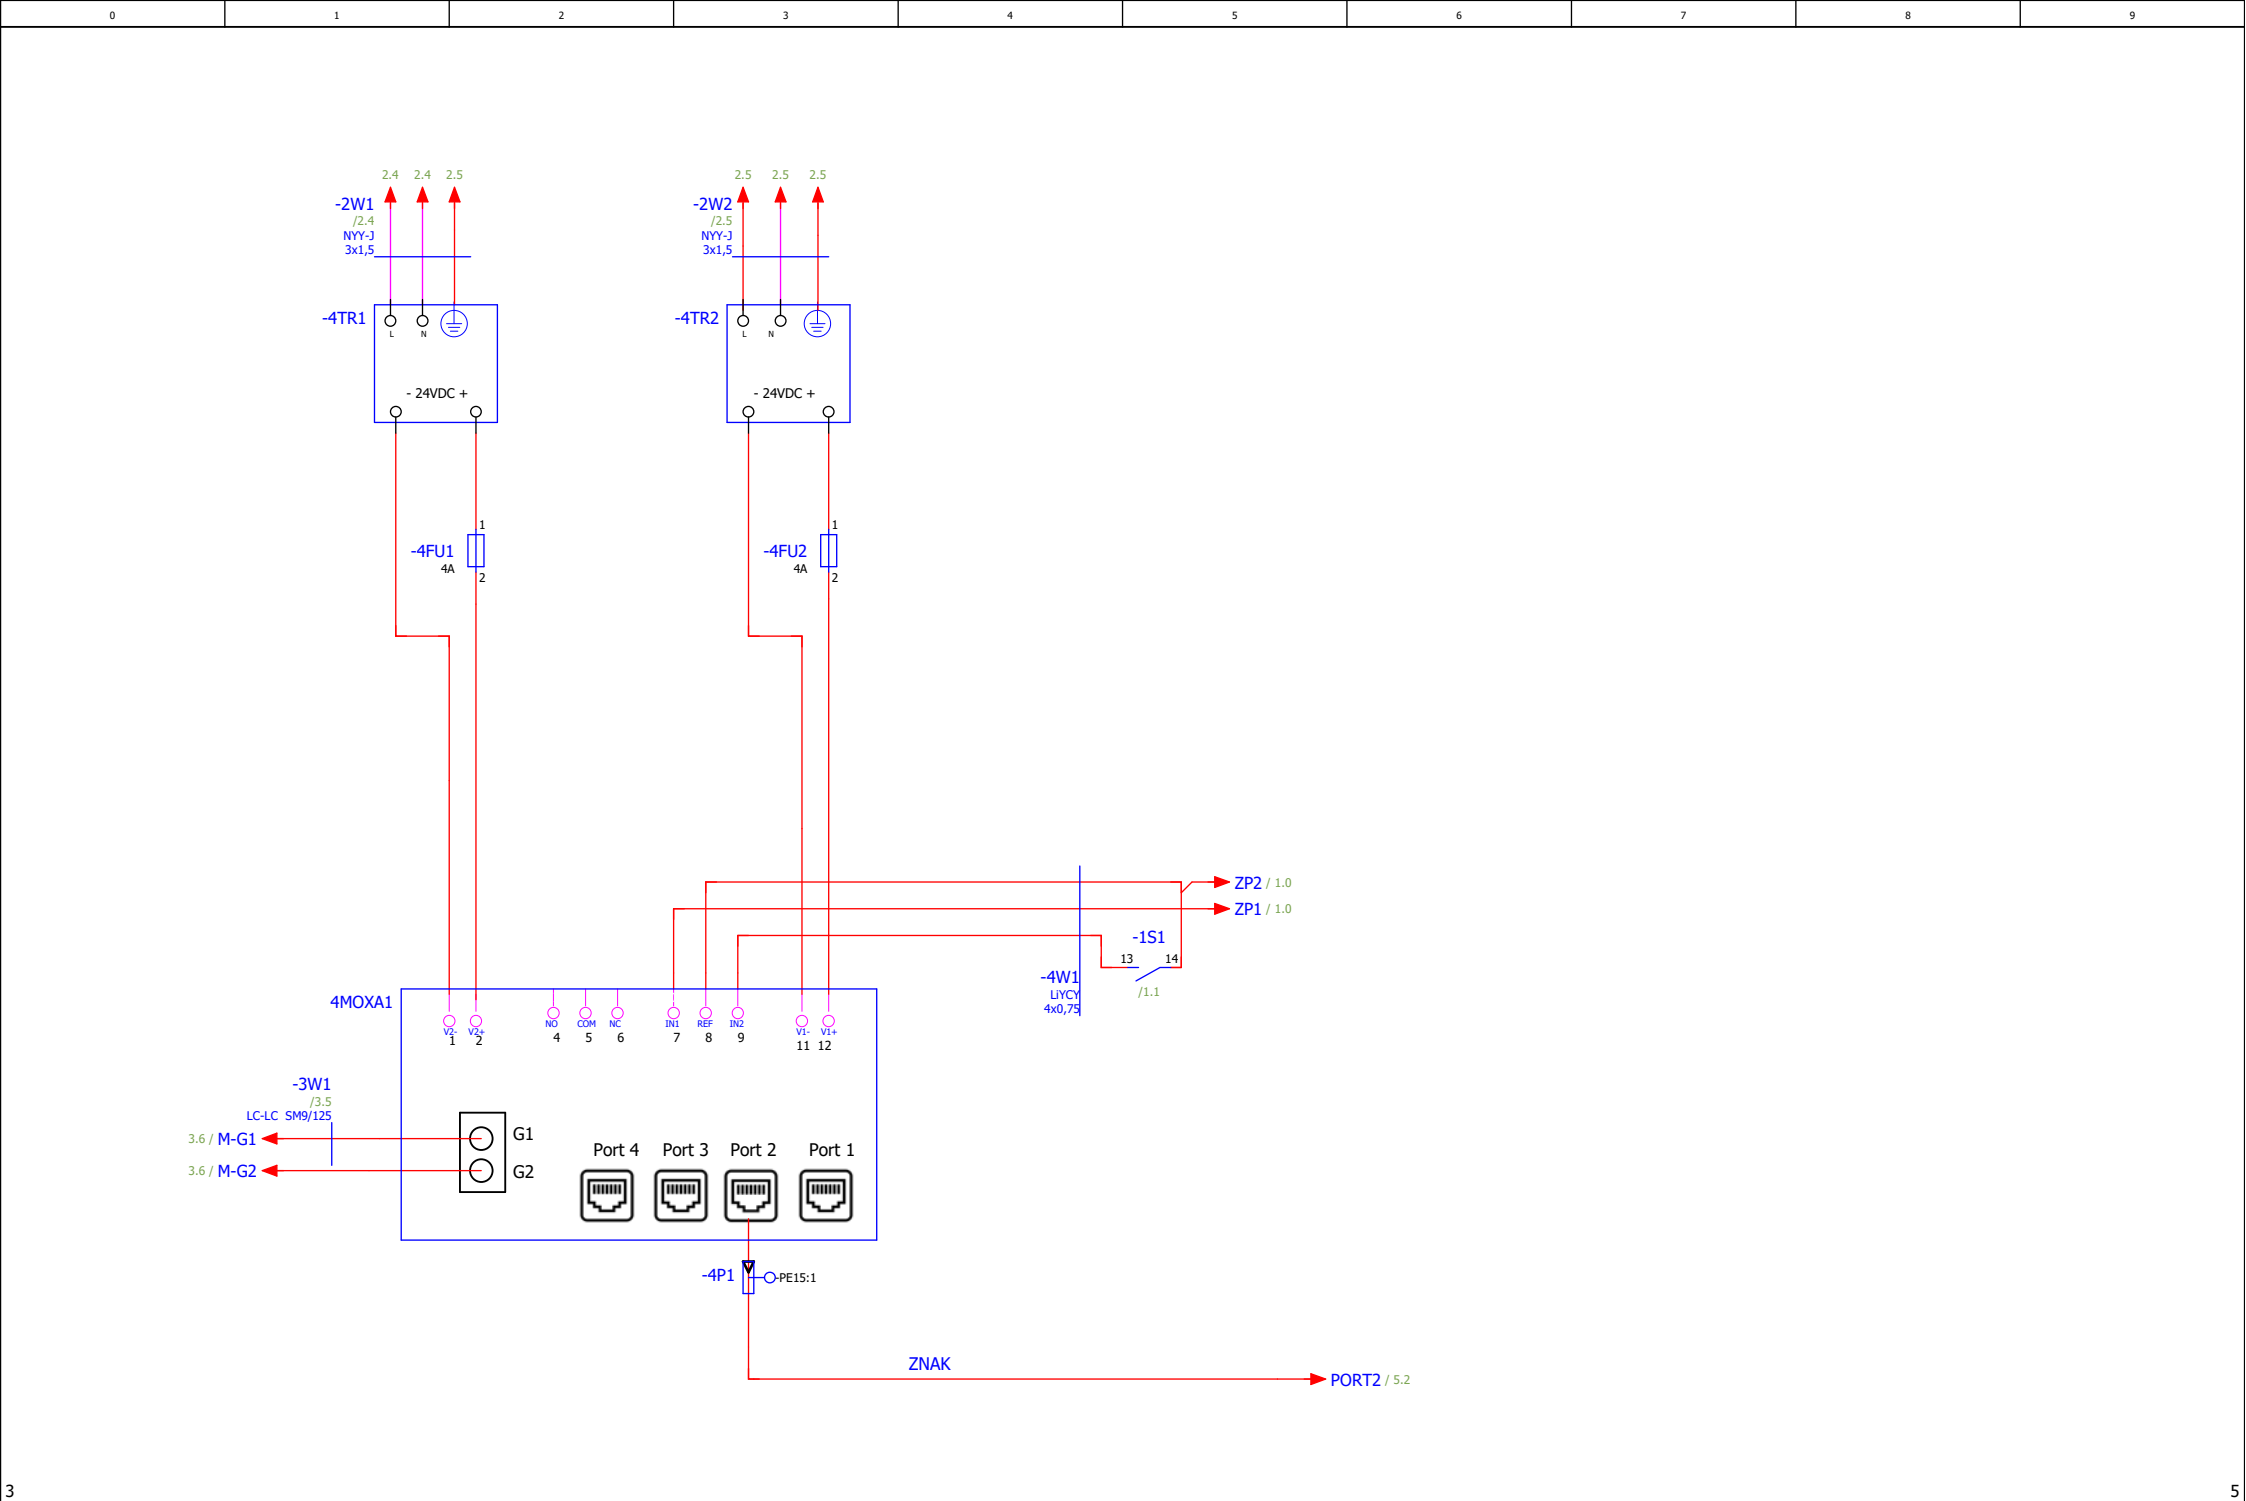 0 1 2 3 4 5 6 7 8 9
2.4 2.4 2.5
2.5 2.5 2.5
-2W1
/2.4
NYY-J
3x1,5
-2W2
/2.5
NYY-J
3x1,5
-4TR1
L N
- 24VDC +
-4TR2
L N
- 24VDC +
1
-4FU1
4A
2
1
-4FU2
4A
2
ZP2 / 1.0
ZP1 / 1.0
-1S1
13 14
/1.1
-4W1
LiYCY
4x0,75
4MOXA1
V2- V2+ NO COM NC IN1 REF IN2 V1- V1+
1 2 4 5 6 7 8 9 11 12
-3W1
/3.5
LC-LC SM9/125
3.6 / M-G1
3.6 / M-G2
G1
G2
Port 4 Port 3 Port 2 Port 1
-4P1
-PE15:1
ZNAK
PORT2 / 5.2
3
5